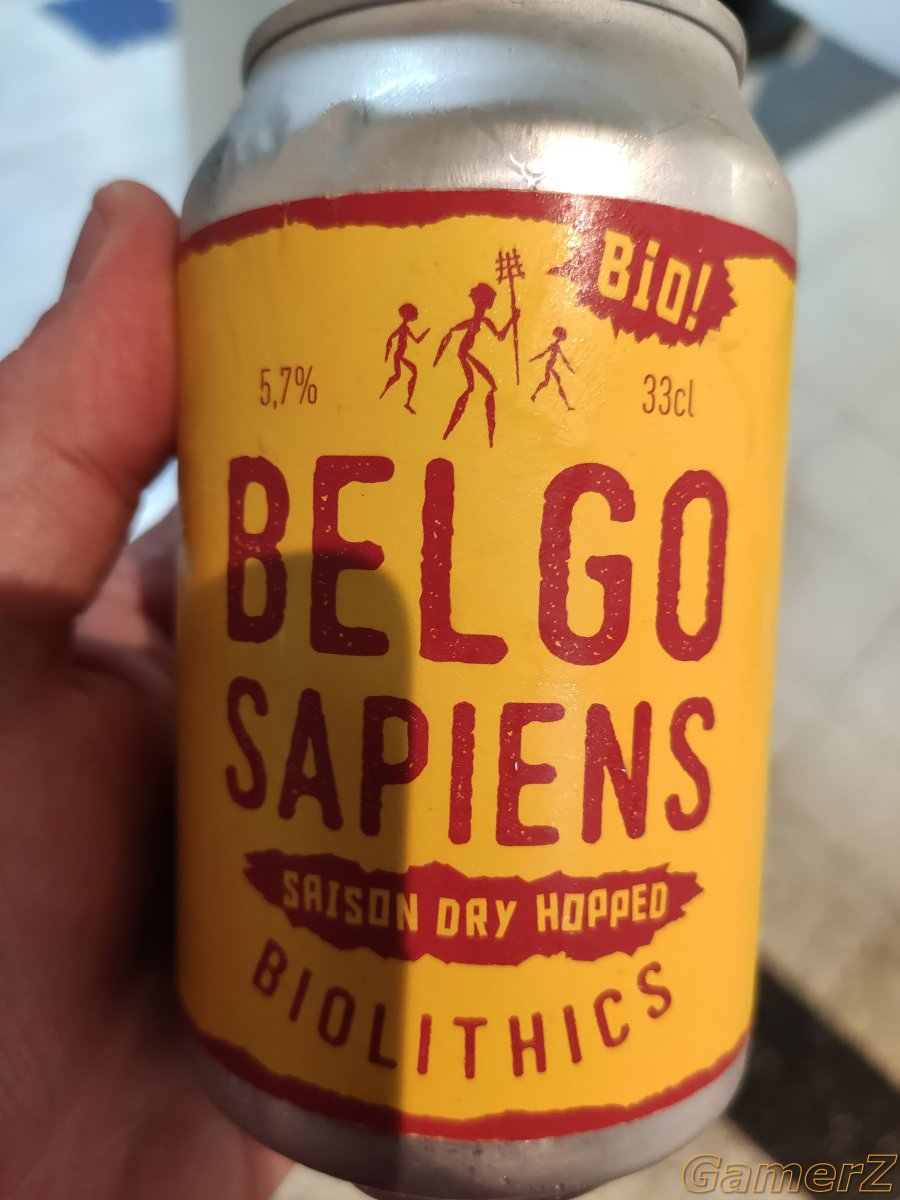 Bio!
5,7%
33cl
BELGO
SAPIENS
SAISON DRY HOPPED
BIOLITHICS
GamerZ